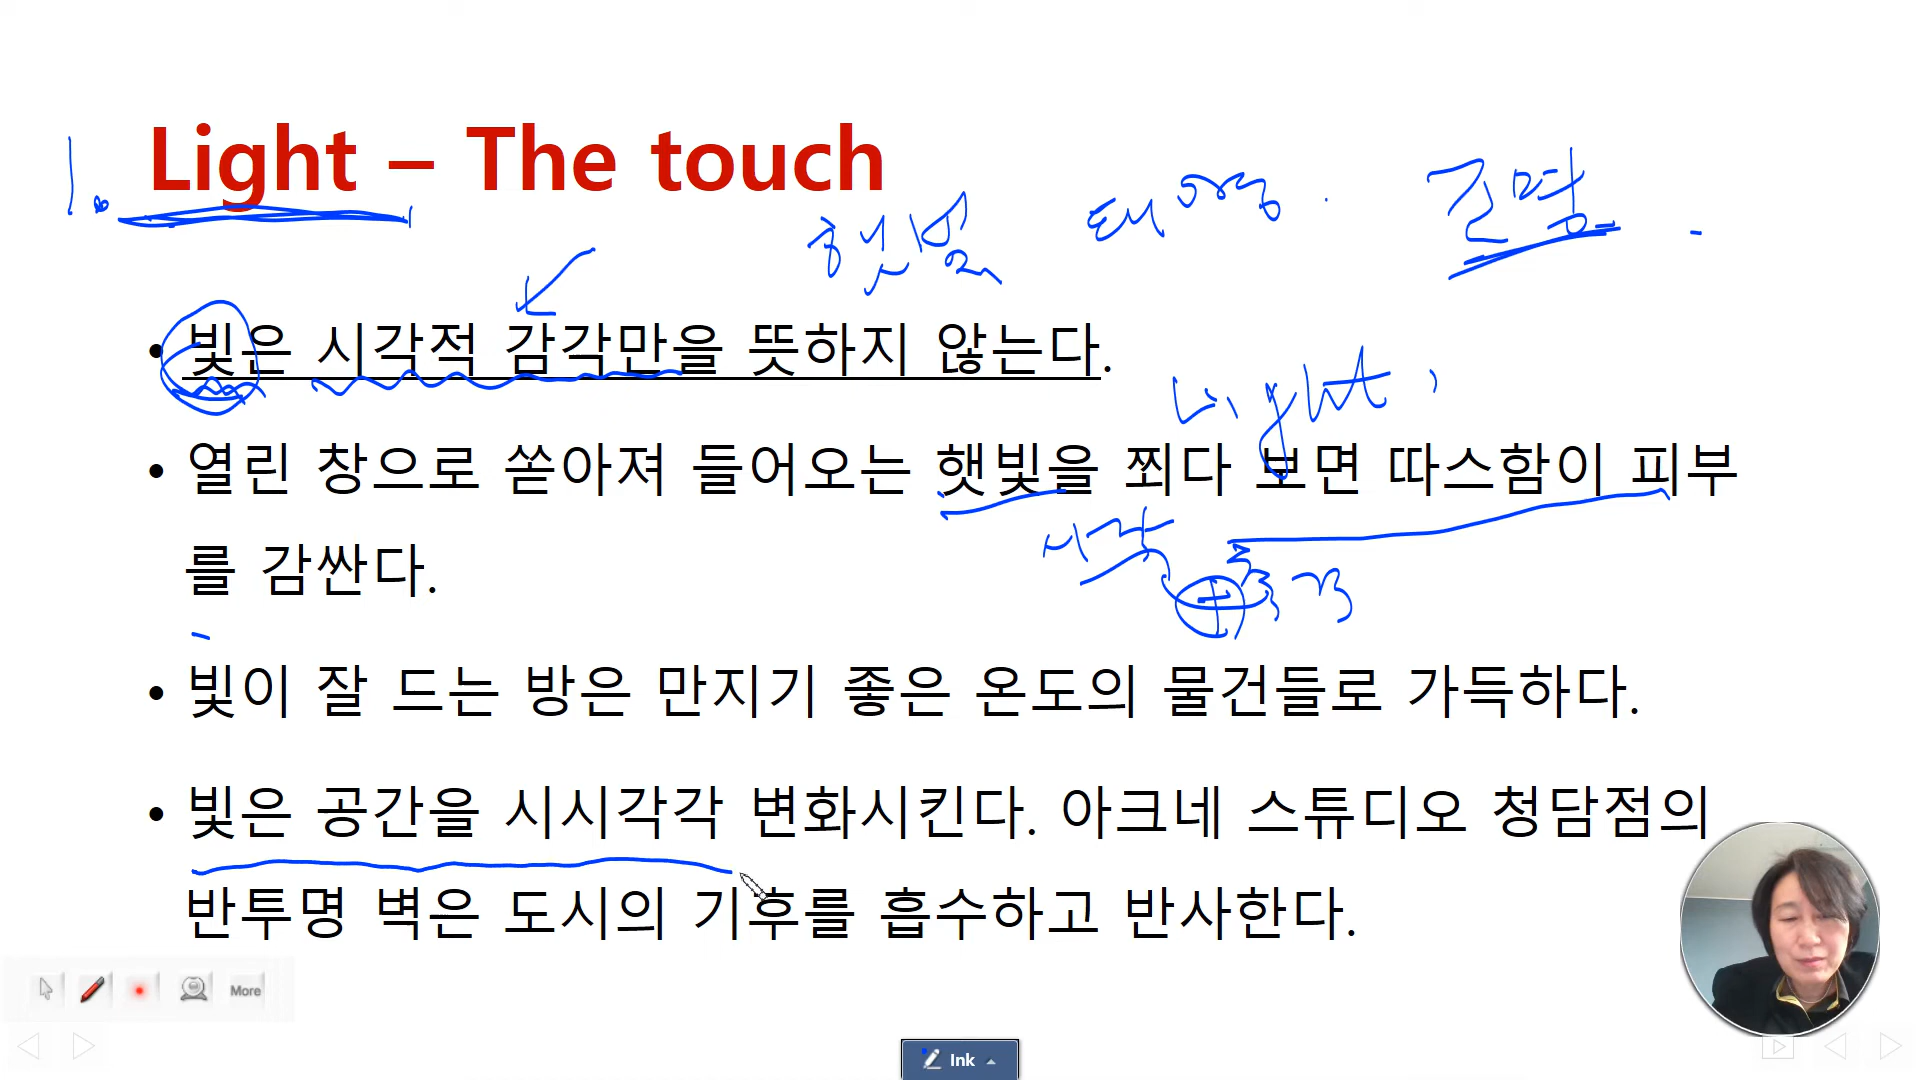 1. Light – The touch
햇빛 태양. 조명
• 빛은 시각적 감각만을 뜻하지 않는다.
Light,
• 열린 창으로 쏟아져 들어오는 햇빛을 쬐다 보면 따스함이 피부
를 감싼다.
시각 + 촉각
• 빛이 잘 드는 방은 만지기 좋은 온도의 물건들로 가득하다.
• 빛은 공간을 시시각각 변화시킨다. 아크네 스튜디오 청담점의
반투명 벽은 도시의 기후를 흡수하고 반사한다.
More
Ink